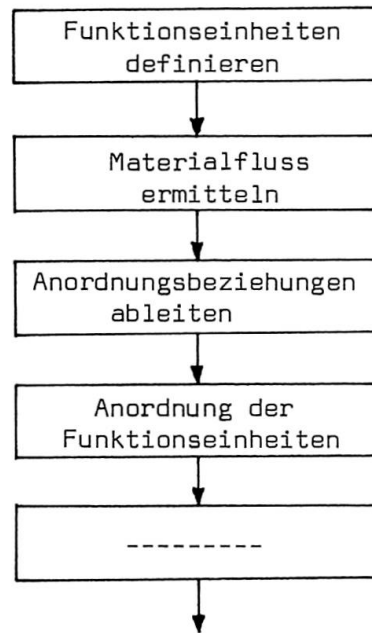 Funktionseinheiten
definieren
Materialfluss
ermitteln
Anordnungsbeziehungen
ableiten
Anordnung der
Funktionseinheiten
---------